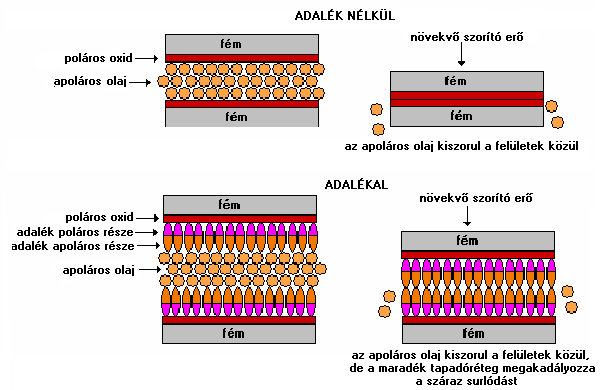 ADALÉK NÉLKÜL
fém
poláros oxid
apoláros olaj
fém
növekvő szorító erő
fém
fém
az apoláros olaj kiszorul a felületek közül
ADALÉKAL
fém
poláros oxid
adalék poláros része
adalék apoláros része
apoláros olaj
fém
növekvő szorító erő
fém
fém
az apoláros olaj kiszorul a felületek közül,
de a maradék tapadóréteg megakadályozza
a száraz surlódást